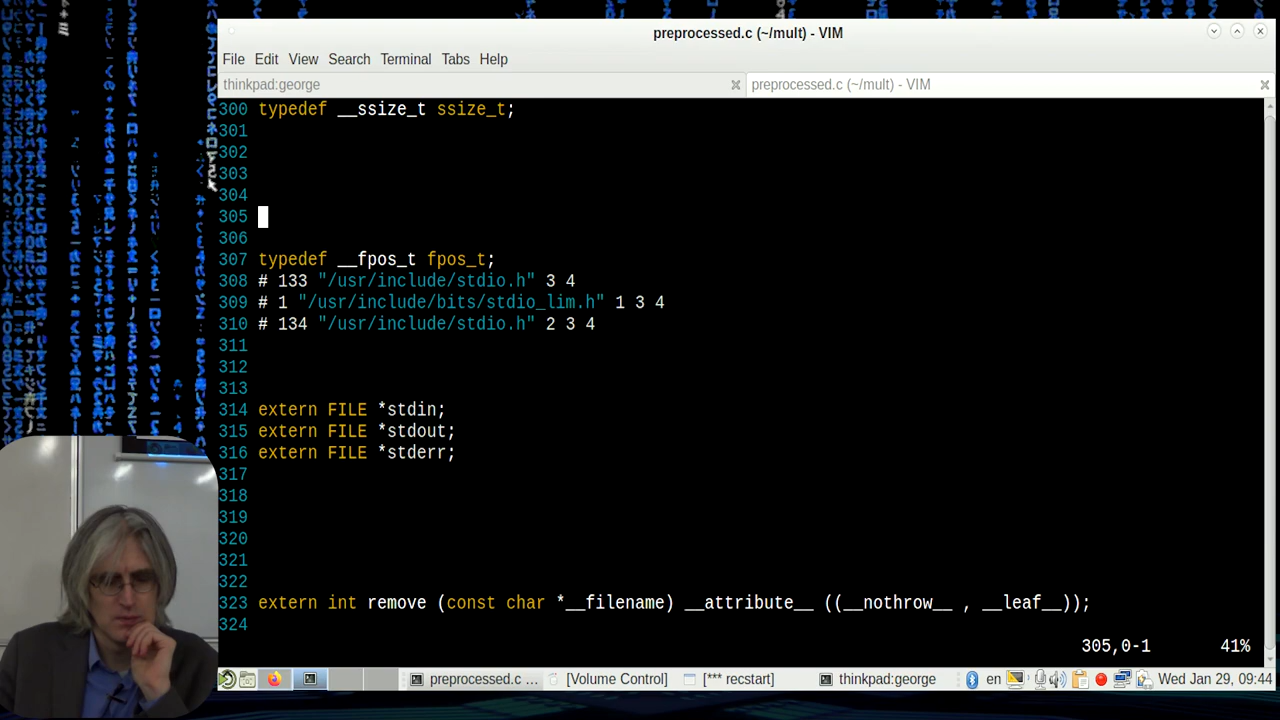 preprocessed.c (~/mult) - VIM
File Edit View Search Terminal Tabs Help
thinkpad:george
preprocessed.c (~/mult) - VIM
300 typedef __ssize_t ssize_t;
301
302
303
304
305
306
307 typedef __fpos_t fpos_t;
308 # 133 "/usr/include/stdio.h" 3 4
309 # 1 "/usr/include/bits/stdio_lim.h" 1 3 4
310 # 134 "/usr/include/stdio.h" 2 3 4
311
312
313
314 extern FILE *stdin;
315 extern FILE *stdout;
316 extern FILE *stderr;
317
318
319
320
321
322
323 extern int remove (const char *__filename) __attribute__ ((__nothrow__ , __leaf__));
324
305,0-1 41%
preprocessed.c ... [Volume Control] [*** recstart] thinkpad:george en Wed Jan 29, 09:44